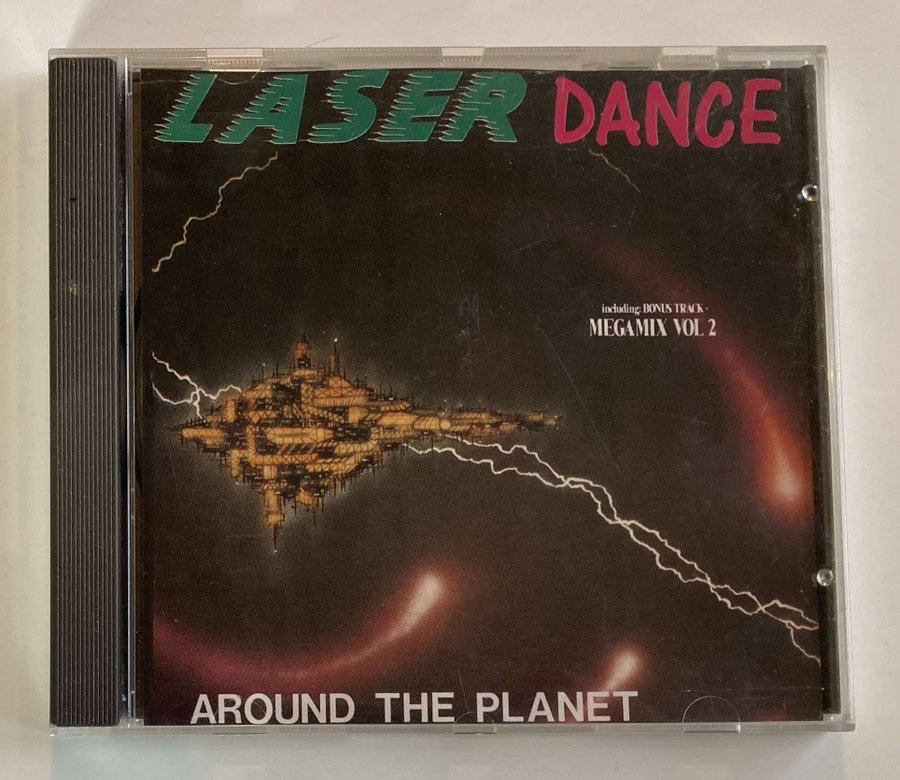 LASER DANCE
including: BONUS TRACK ·
MEGAMIX VOL 2
AROUND THE PLANET